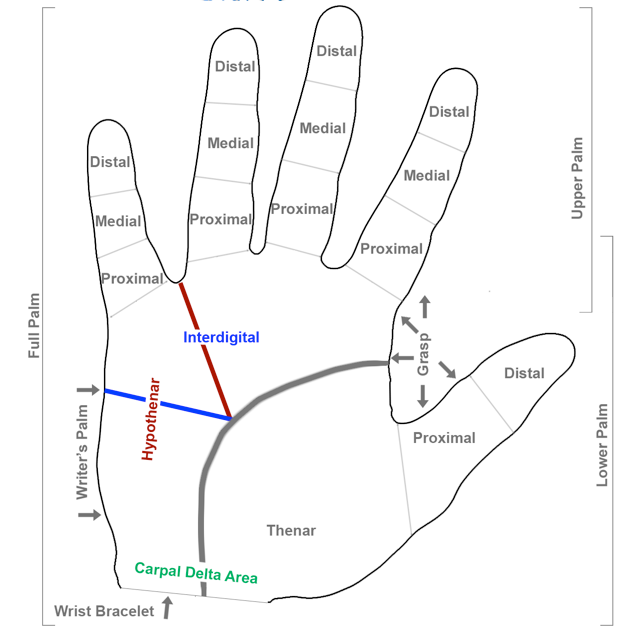 Distal
Distal
Distal
Distal
Medial
Medial
Medial
Medial
Proximal
Proximal
Proximal
Proximal
Upper Palm
Full Palm
Interdigital
Grasp
Distal
Hypothenar
Writer's Palm
Proximal
Lower Palm
Thenar
Carpal Delta Area
Wrist Bracelet